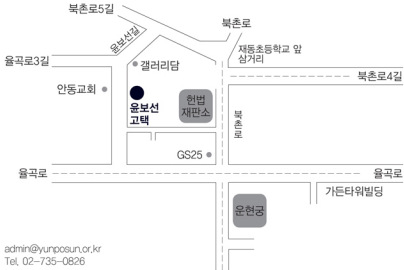 북촌로5길
북촌로
윤보선길
재동초등학교 앞
삼거리
율곡로3길
갤러리담
북촌로4길
안동교회
윤보선
고택
헌법
재판소
북촌로
GS25
율곡로
율곡로
가든타워빌딩
운현궁
admin@yunposun.or.kr
Tel. 02-735-0826